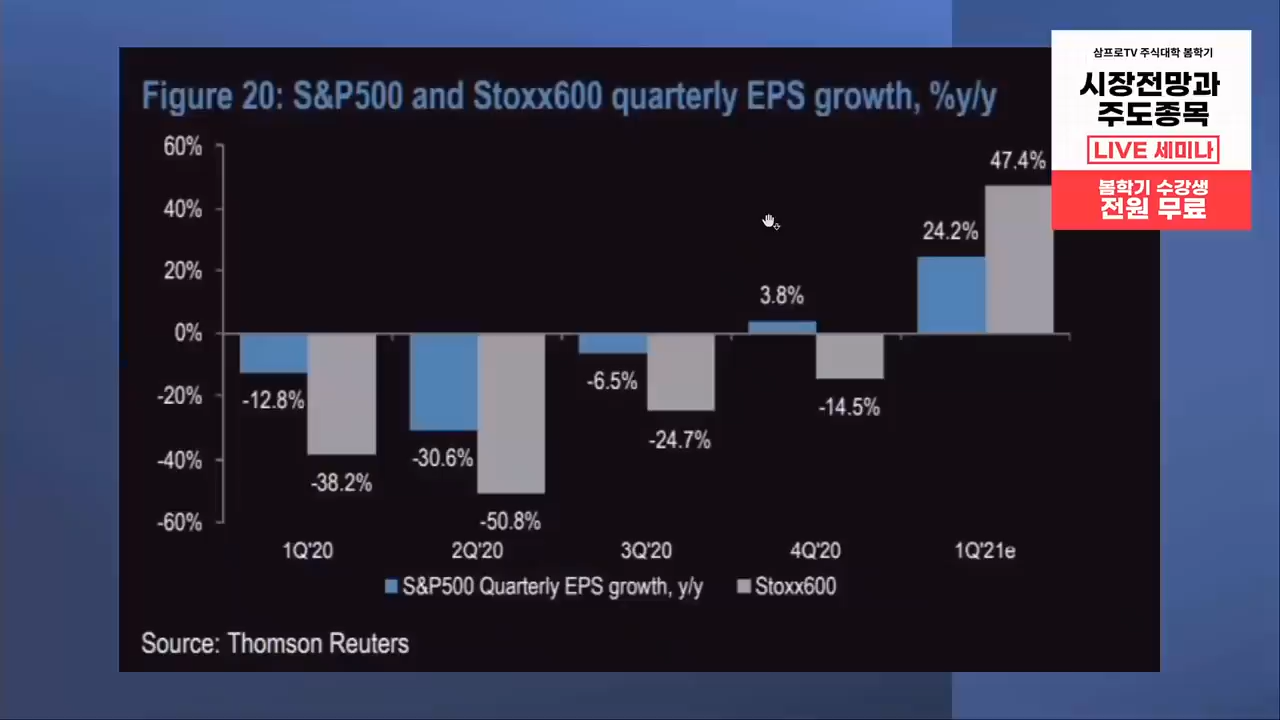 Figure 20: S&P500 and Stoxx600 quarterly EPS growth, %y/y
60%
40%
20%
0%
-20%
-40%
-60%
-12.8%
-38.2%
-30.6%
-50.8%
-6.5%
-24.7%
3.8%
-14.5%
24.2%
47.4%
1Q'20
2Q'20
3Q'20
4Q'20
1Q'21e
S&P500 Quarterly EPS growth, y/y
Stoxx600
Source: Thomson Reuters
삼프로TV 주식대학 봄학기
시장전망과
주도종목
LIVE 세미나
봄학기 수강생
전원 무료